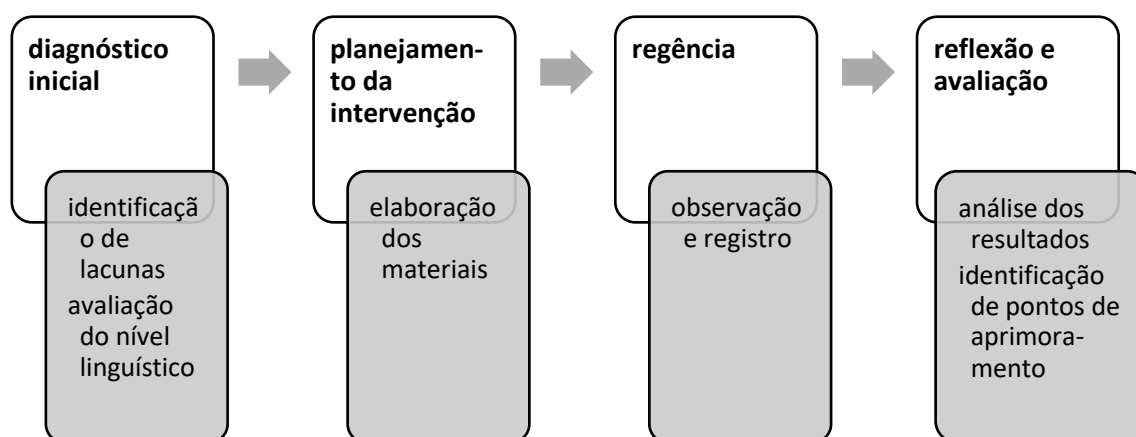 diagnóstico
inicial
identificaçã
o de
lacunas
avaliação
do nível
linguístico
planejamen-
to da
intervenção
elaboração
dos
materiais
regência
observação
e registro
reflexão e
avaliação
análise dos
resultados
identificação
de pontos de
aprimora-
mento